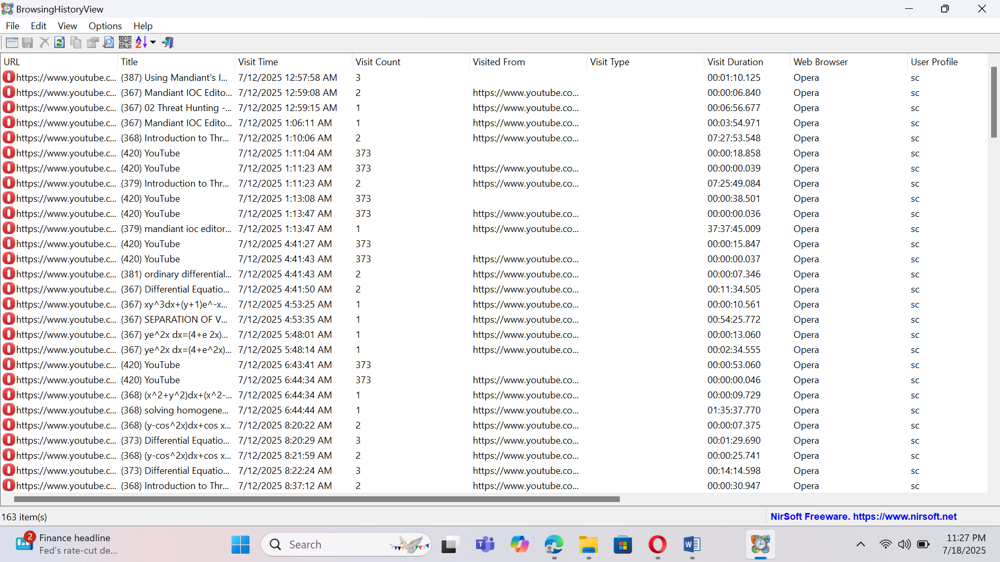 BrowsingHistoryView
File Edit View Options Help
URL Title Visit Time Visit Count Visited From Visit Type Visit Duration Web Browser User Profile
https://www.youtube.c... (387) Using Mandiant's I... 7/12/2025 12:57:58 AM 3 00:01:10.125 Opera sc
https://www.youtube.c... (367) Mandiant IOC Edito... 7/12/2025 12:59:08 AM 2 https://www.youtube.co... 00:00:06.840 Opera sc
https://www.youtube.c... (367) 02 Threat Hunting -... 7/12/2025 12:59:15 AM 1 https://www.youtube.co... 00:06:56.677 Opera sc
https://www.youtube.c... (367) Mandiant IOC Edito... 7/12/2025 1:06:11 AM 1 https://www.youtube.co... 00:03:54.971 Opera sc
https://www.youtube.c... (368) Introduction to Thr... 7/12/2025 1:10:06 AM 2 https://www.youtube.co... 07:27:53.548 Opera sc
https://www.youtube.c... (420) YouTube 7/12/2025 1:11:04 AM 373 00:00:18.858 Opera sc
https://www.youtube.c... (420) YouTube 7/12/2025 1:11:23 AM 373 https://www.youtube.co... 00:00:00.039 Opera sc
https://www.youtube.c... (379) Introduction to Thr... 7/12/2025 1:11:23 AM 2 https://www.youtube.co... 07:25:49.084 Opera sc
https://www.youtube.c... (420) YouTube 7/12/2025 1:13:08 AM 373 00:00:38.501 Opera sc
https://www.youtube.c... (420) YouTube 7/12/2025 1:13:47 AM 373 https://www.youtube.co... 00:00:00.036 Opera sc
https://www.youtube.c... (379) mandiant ioc editor... 7/12/2025 1:13:47 AM 1 https://www.youtube.co... 37:37:45.009 Opera sc
https://www.youtube.c... (420) YouTube 7/12/2025 4:41:27 AM 373 00:00:15.847 Opera sc
https://www.youtube.c... (420) YouTube 7/12/2025 4:41:43 AM 373 https://www.youtube.co... 00:00:00.037 Opera sc
https://www.youtube.c... (381) ordinary differential... 7/12/2025 4:41:43 AM 2 https://www.youtube.co... 00:00:07.346 Opera sc
https://www.youtube.c... (367) Differential Equatio... 7/12/2025 4:41:50 AM 2 https://www.youtube.co... 00:11:34.505 Opera sc
https://www.youtube.c... (367) xy^3dx+(y+1)e^-x... 7/12/2025 4:53:25 AM 1 https://www.youtube.co... 00:00:10.561 Opera sc
https://www.youtube.c... (367) SEPARATION OF V... 7/12/2025 4:53:35 AM 1 https://www.youtube.co... 00:54:25.772 Opera sc
https://www.youtube.c... (367) ye^2x dx=(4+e 2x)... 7/12/2025 5:48:01 AM 1 https://www.youtube.co... 00:00:13.060 Opera sc
https://www.youtube.c... (367) ye^2x dx=(4+e^2x)... 7/12/2025 5:48:14 AM 1 https://www.youtube.co... 00:02:34.555 Opera sc
https://www.youtube.c... (420) YouTube 7/12/2025 6:43:41 AM 373 00:00:53.060 Opera sc
https://www.youtube.c... (420) YouTube 7/12/2025 6:44:34 AM 373 https://www.youtube.co... 00:00:00.046 Opera sc
https://www.youtube.c... (368) (x^2+y^2)dx+(x^2-... 7/12/2025 6:44:34 AM 1 https://www.youtube.co... 00:00:09.729 Opera sc
https://www.youtube.c... (368) solving homogene... 7/12/2025 6:44:44 AM 1 https://www.youtube.co... 01:35:37.770 Opera sc
https://www.youtube.c... (368) (y-cos^2x)dx+cos x... 7/12/2025 8:20:22 AM 2 https://www.youtube.co... 00:00:07.375 Opera sc
https://www.youtube.c... (373) Differential Equatio... 7/12/2025 8:20:29 AM 3 https://www.youtube.co... 00:01:29.690 Opera sc
https://www.youtube.c... (368) (y-cos^2x)dx+cos x... 7/12/2025 8:21:59 AM 2 https://www.youtube.co... 00:00:25.741 Opera sc
https://www.youtube.c... (373) Differential Equatio... 7/12/2025 8:22:24 AM 3 https://www.youtube.co... 00:14:14.598 Opera sc
https://www.youtube.c... (368) Introduction to Thr... 7/12/2025 8:37:12 AM 2 https://www.youtube.co... 00:00:30.947 Opera sc
163 item(s) NirSoft Freeware. https://www.nirsoft.net
2 Finance headline
Fed's rate-cut de...
Search
11:27 PM
7/18/2025